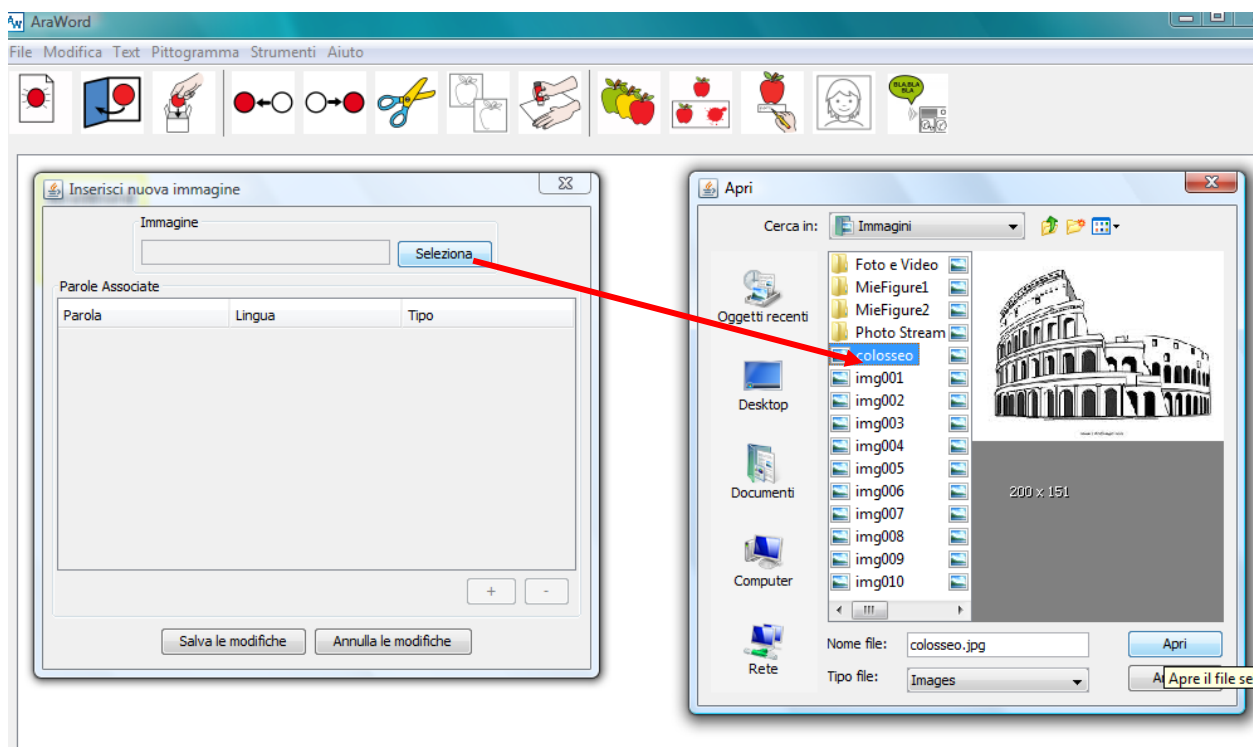 AraWord
File Modifica Text Pittogramma Strumenti Aiuto
BLA,BLA
BLA
Inserisci nuova immagine
Immagine
Seleziona
Parole Associate
Parola Lingua Tipo
+ -
Salva le modifiche Annulla le modifiche
Apri
Cerca in: Immagini
Oggetti recenti
Desktop
Documenti
Computer
Rete
Foto e Video
MieFigure1
MieFigure2
Photo Stream
colosseo
img001
img002
img003
img004
img005
img006
img007
img008
img009
img010
200 x 151
Nome file: colosseo.jpg Apri
Tipo file: Images
Apre il file se